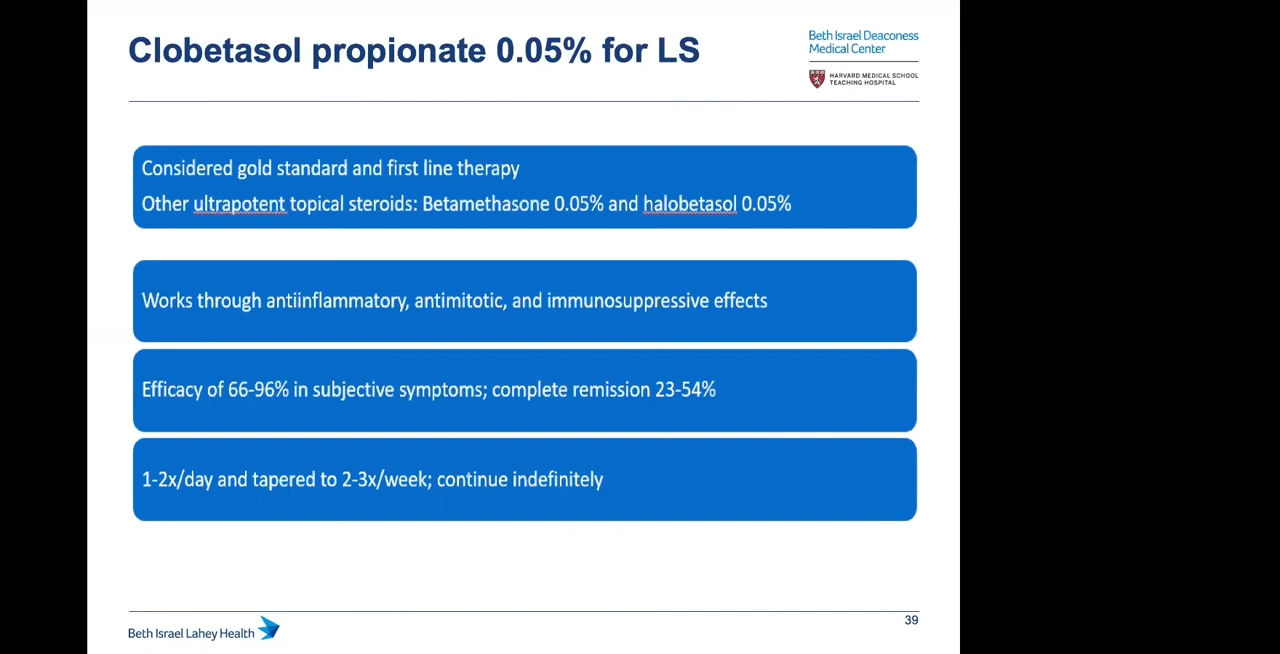 Clobetasol propionate 0.05% for LS
Beth Israel Deaconess
Medical Center
HARVARD MEDICAL SCHOOL
TEACHING HOSPITAL
Considered gold standard and first line therapy
Other ultrapotent topical steroids: Betamethasone 0.05% and halobetasol 0.05%
Works through antiinflammatory, antimitotic, and immunosuppressive effects
Efficacy of 66-96% in subjective symptoms; complete remission 23-54%
1-2x/day and tapered to 2-3x/week; continue indefinitely
39
Beth Israel Lahey Health